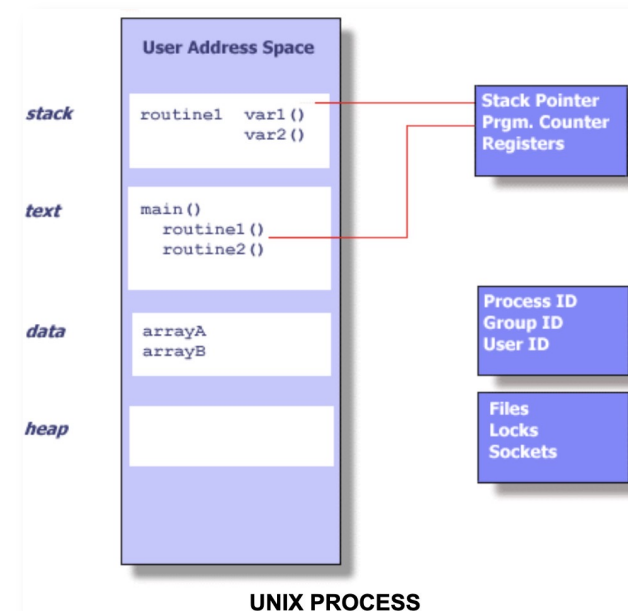 User Address Space
stack
routine1 var1()
var2()
Stack Pointer
Prgm. Counter
Registers
text
main()
routine1()
routine2()
data
arrayA
arrayB
Process ID
Group ID
User ID
heap
Files
Locks
Sockets
UNIX PROCESS